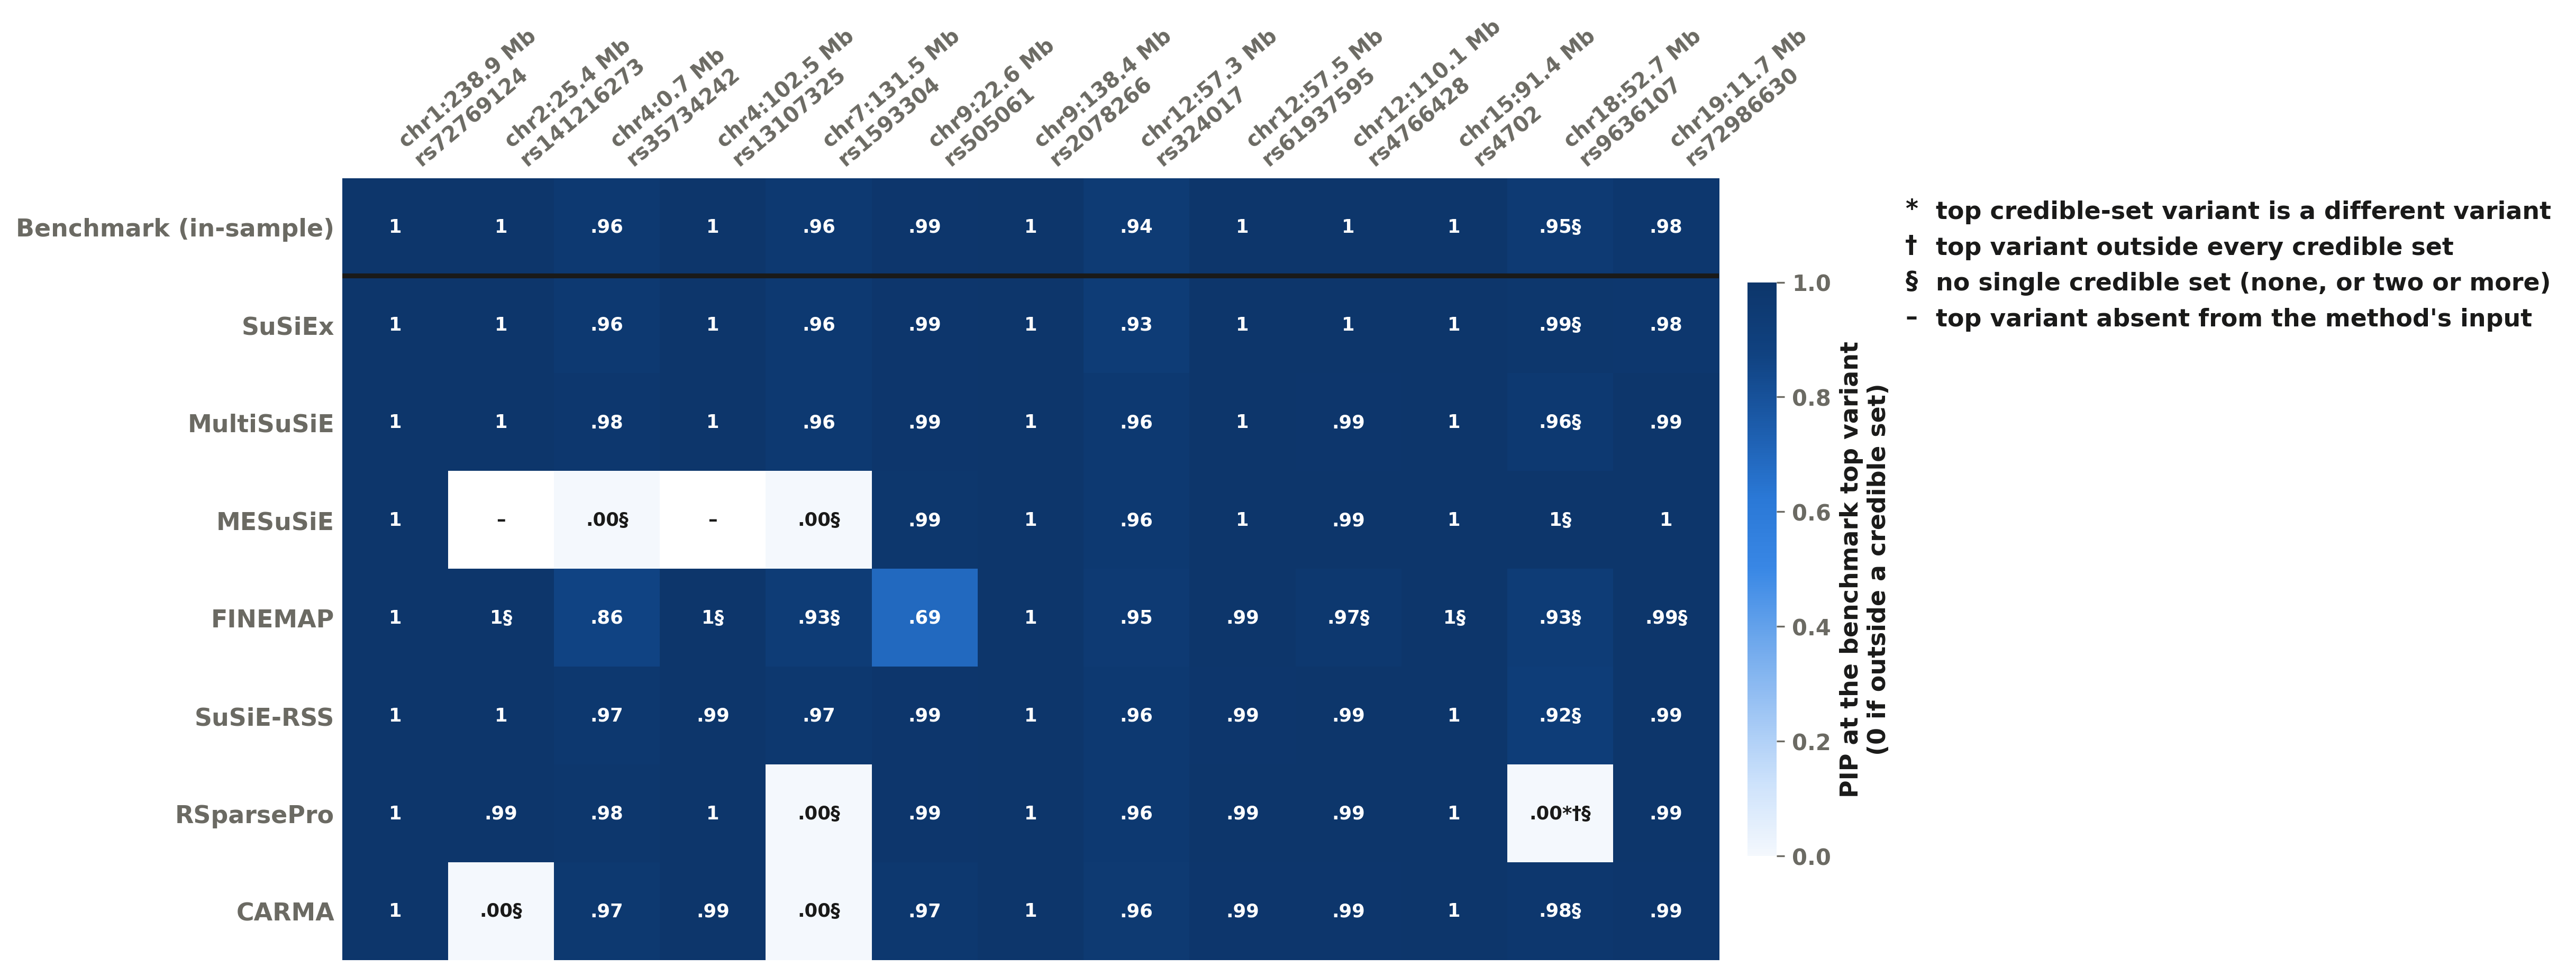 chr1:238.9 Mb
rs72769124
chr2:25.4 Mb
rs141216273
chr4:0.7 Mb
rs35734242
chr4:102.5 Mb
rs13107325
chr7:131.5 Mb
rs1593304
chr9:22.6 Mb
rs505061
chr9:138.4 Mb
rs2078266
chr12:57.3 Mb
rs324017
chr12:57.5 Mb
rs61937595
chr12:110.1 Mb
rs4766428
chr15:91.4 Mb
rs4702
chr18:52.7 Mb
rs9636107
chr19:11.7 Mb
rs72986630
Benchmark (in-sample) 1 1 .96 1 .96 .99 1 .94 1 1 1 .95§ .98
SuSiEx 1 1 .96 1 .96 .99 1 .93 1 1 1 .99§ .98
MultiSuSiE 1 1 .98 1 .96 .99 1 .96 1 .99 1 .96§ .99
MESuSiE 1 – .00§ – .00§ .99 1 .96 1 .99 1 1§ 1
FINEMAP 1 1§ .86 1§ .93§ .69 1 .95 .99 .97§ 1§ .93§ .99§
SuSiE-RSS 1 1 .97 .99 .97 .99 1 .96 .99 .99 1 .92§ .99
RSparsePro 1 .99 .98 1 .00§ .99 1 .96 .99 .99 1 .00*†§ .99
CARMA 1 .00§ .97 .99 .00§ .97 1 .96 .99 .99 1 .98§ .99
1.0
0.8
0.6
0.4
0.2
0.0
PIP at the benchmark top variant
(0 if outside a credible set)
* top credible-set variant is a different variant
† top variant outside every credible set
§ no single credible set (none, or two or more)
– top variant absent from the method's input